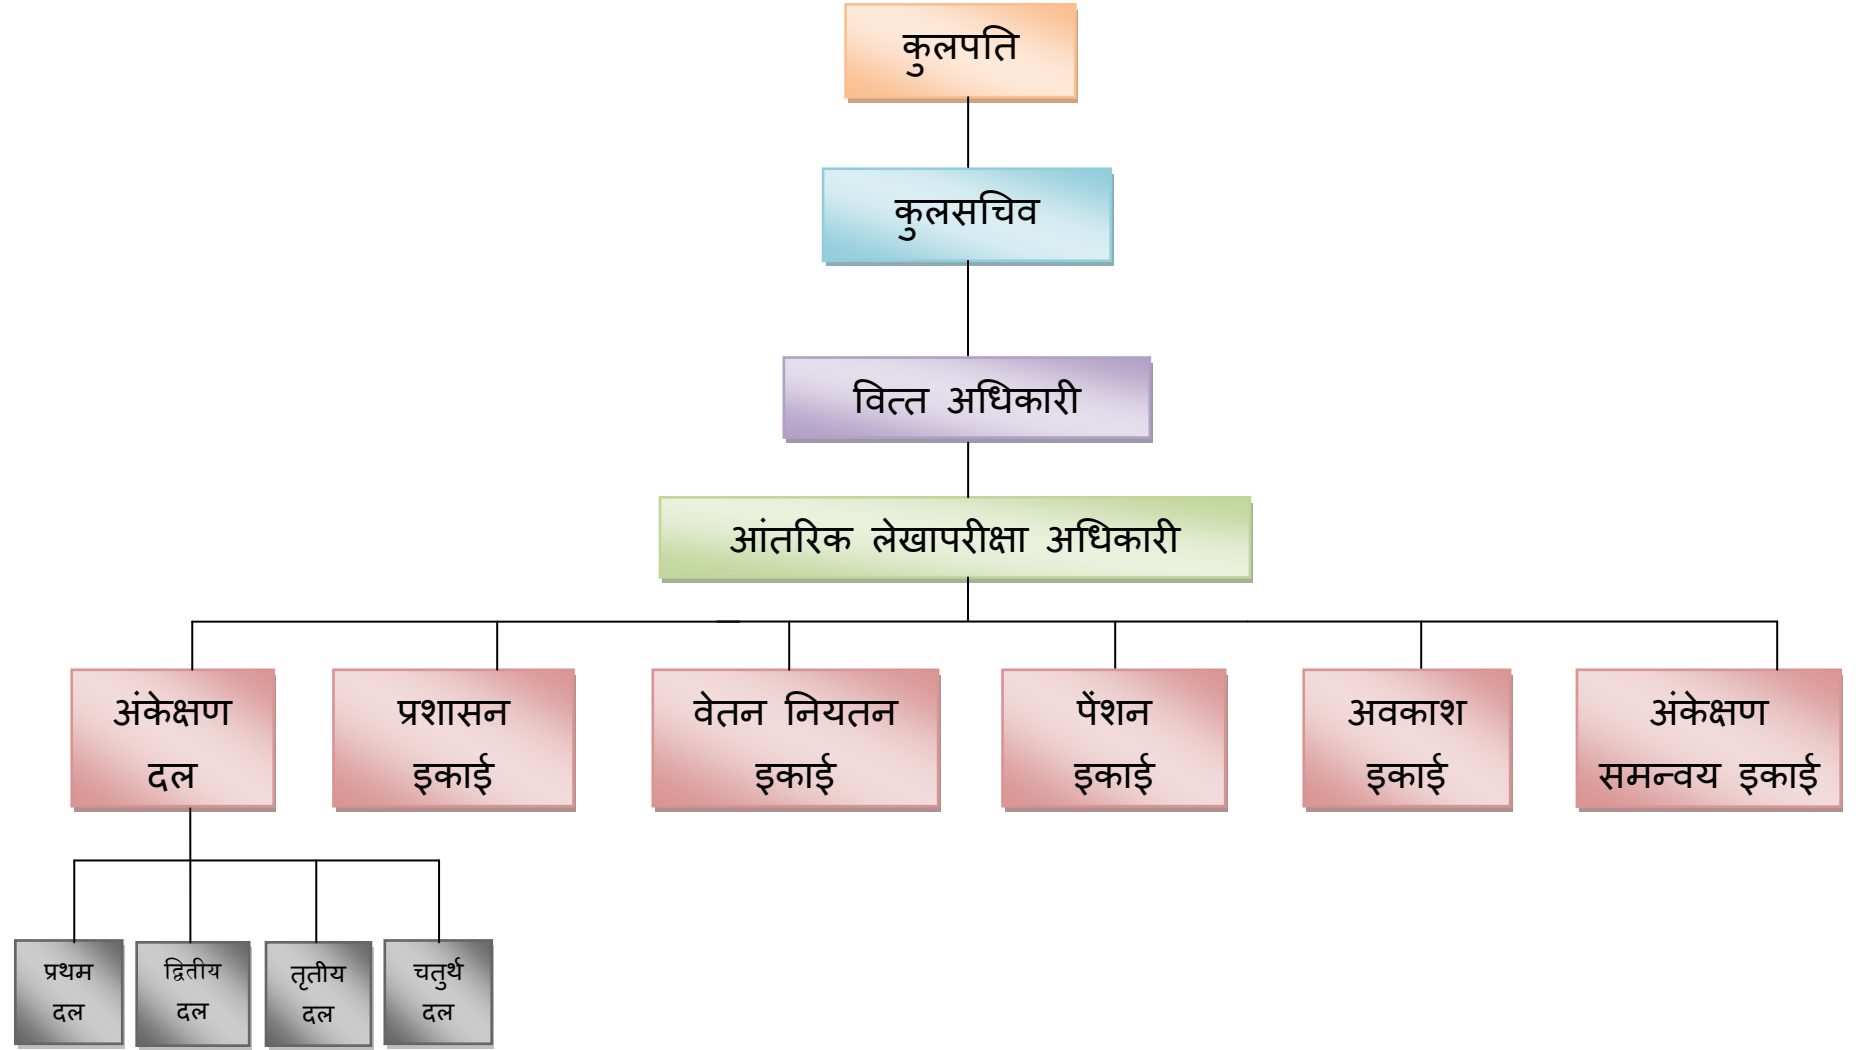 कुलपति
कुलसचिव
वित्त अधिकारी
आंतरिक लेखापरीक्षा अधिकारी
अंकेक्षण
दल
प्रशासन
इकाई
वेतन नियतन
इकाई
पेंशन
इकाई
अवकाश
इकाई
अंकेक्षण
समन्वय इकाई
प्रथम
दल
द्वितीय
दल
तृतीय
दल
चतुर्थ
दल